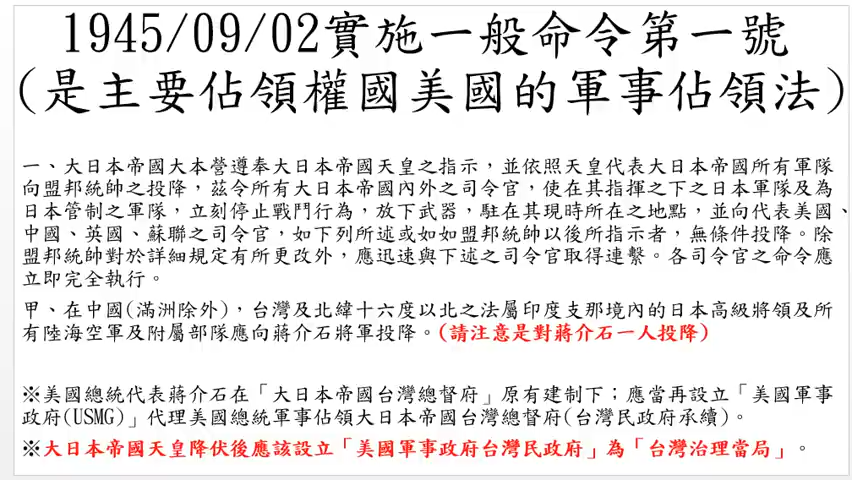 1945/09/02實施一般命令第一號
(是主要佔領權國美國的軍事佔領法)
一、大日本帝國大本營遵奉大日本帝國天皇之指示，並依照天皇代表大日本帝國所有軍隊
向盟邦統帥之投降，茲令所有大日本帝國內外之司令官，使在其指揮之下之日本軍隊及為
日本管制之軍隊，立刻停止戰鬥行為，放下武器，駐在其現時所在之地點，並向代表美國、
中國、英國、蘇聯之司令官，如下列所述或如如盟邦統帥以後所指示者，無條件投降。除
盟邦統帥對於詳細規定有所更改外，應迅速與下述之司令官取得連繫。各司令官之命令應
立即完全執行。
甲、在中國(滿洲除外)，台灣及北緯十六度以北之法屬印度支那境內的日本高級將領及所
有陸海空軍及附屬部隊應向蔣介石將軍投降。(請注意是對蔣介石一人投降)
※美國總統代表蔣介石在「大日本帝國台灣總督府」原有建制下；應當再設立「美國軍事
政府(USMG)」代理美國總統軍事佔領大日本帝國台灣總督府(台灣民政府承續)。
※大日本帝國天皇降伏後應該設立「美國軍事政府台灣民政府」為「台灣治理當局」。